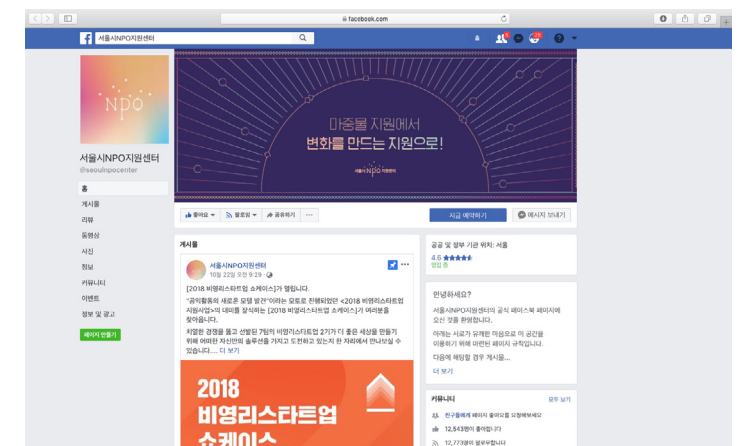 facebook.com
서울시NPO지원센터
npo
마중물 지원에서
변화를 만드는 지원으로!
서울시 npo 지원센터
서울시NPO지원센터
@seoulnpocenter
홈
게시물
리뷰
동영상
사진
정보
커뮤니티
이벤트
정보 및 광고
페이지 만들기
좋아요
팔로잉
공유하기
지금 예약하기
메시지 보내기
게시물
서울시NPO지원센터
10월 22일 오전 9:29
[2018 비영리스타트업 쇼케이스]가 열립니다.
"공익활동의 새로운 모델 발견"이라는 모토로 진행되었던 <2018 비영리스타트업
지원사업>의 대미를 장식하는 [2018 비영리스타트업 쇼케이스]가 여러분을
찾아옵니다.
치열한 경쟁을 뚫고 선발된 7팀의 비영리스타트업 2기가 더 좋은 세상을 만들기
위해 어떠한 자신만의 솔루션을 가지고 도전하고 있는지 한 자리에서 만나보실 수
있습니다.... 더 보기
2018
비영리스타트업
쇼케이스
공공 및 정부 기관 위치: 서울
4.6
영업 중
안녕하세요?
서울시NPO지원센터의 공식 페이스북 페이지에
오신 것을 환영합니다.
아래는 서로가 유쾌한 마음으로 이 공간을
이용하기 위해 마련된 페이지 규칙입니다.
다음에 해당할 경우 게시물...
더 보기
커뮤니티
모두 보기
친구들에게 페이지 좋아요를 요청해보세요
12,543명이 좋아합니다
12,773명이 팔로우합니다